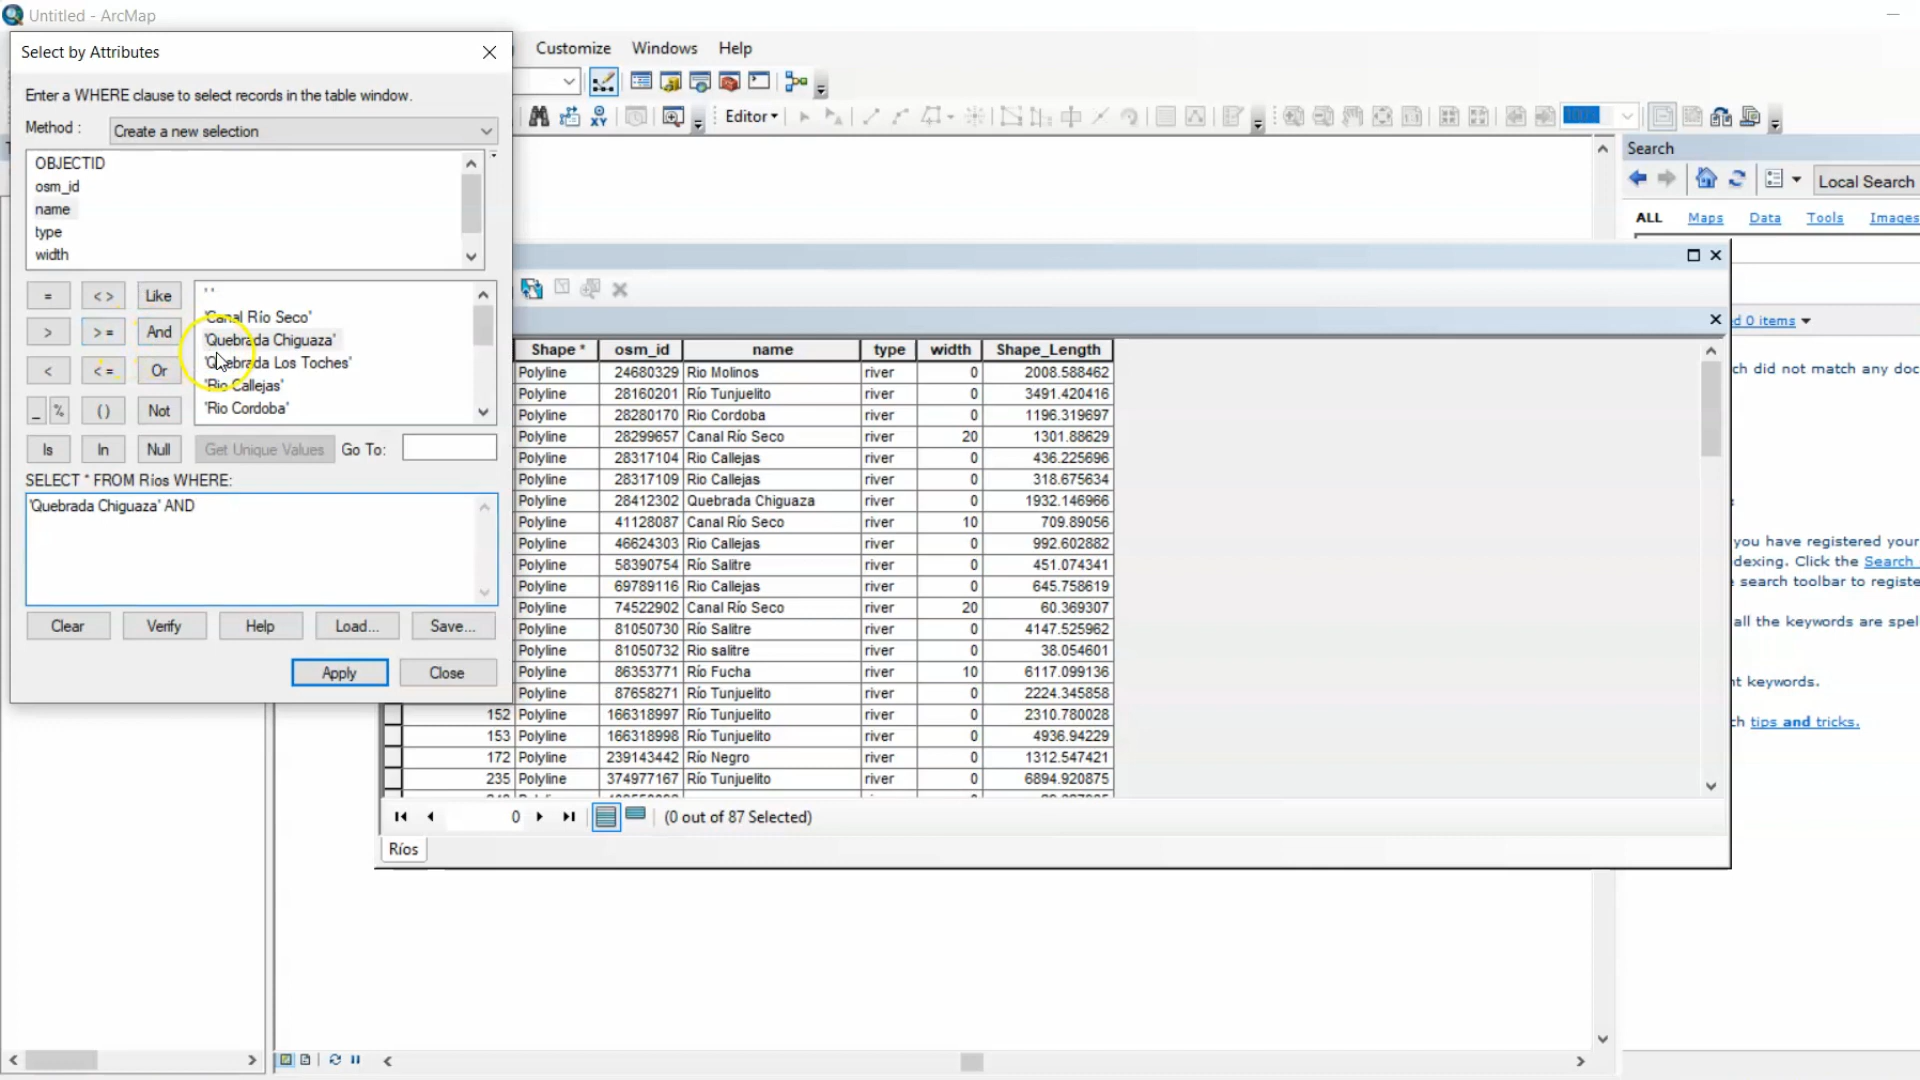 Untitled - ArcMap
Select by Attributes
Customize Windows Help
Enter a WHERE clause to select records in the table window.
Method : Create a new selection
Editor
OBJECTID
osm_id
name
type
width
Search
Local Search
ALL Maps Data Tools Images
= < > Like
> > = And
< < = Or
_ % ( ) Not
Is In Null
' '
'Canal Río Seco'
'Quebrada Chiguaza'
'Quebrada Los Toches'
'Rio Callejas'
'Rio Cordoba'
Get Unique Values Go To:
SELECT * FROM Ríos WHERE:
'Quebrada Chiguaza' AND
Clear Verify Help Load... Save...
Apply Close
Shape * osm_id name type width Shape_Length
Polyline 24680329 Rio Molinos river 0 2008.588462
Polyline 28160201 Río Tunjuelito river 0 3491.420416
Polyline 28280170 Rio Cordoba river 0 1196.319697
Polyline 28299657 Canal Río Seco river 20 1301.88629
Polyline 28317104 Rio Callejas river 0 436.225696
Polyline 28317109 Rio Callejas river 0 318.675634
Polyline 28412302 Quebrada Chiguaza river 0 1932.146966
Polyline 41128087 Canal Río Seco river 10 709.89056
Polyline 46624303 Rio Callejas river 0 992.602882
Polyline 58390754 Río Salitre river 0 451.074341
Polyline 69789116 Rio Callejas river 0 645.758619
Polyline 74522902 Canal Río Seco river 20 60.369307
Polyline 81050730 Río Salitre river 0 4147.525962
Polyline 81050732 Rio salitre river 0 38.054601
Polyline 86353771 Río Fucha river 10 6117.099136
Polyline 87658271 Río Tunjuelito river 0 2224.345858
152 Polyline 166318997 Río Tunjuelito river 0 2310.780028
153 Polyline 166318998 Río Tunjuelito river 0 4936.94229
172 Polyline 239143442 Río Negro river 0 1312.547421
235 Polyline 374977167 Río Tunjuelito river 0 6894.920875
0 (0 out of 87 Selected)
Ríos
d 0 items
ch did not match any doc
you have registered your
dexing. Click the Search
search toolbar to registe
all the keywords are spel
nt keywords.
ch tips and tricks.